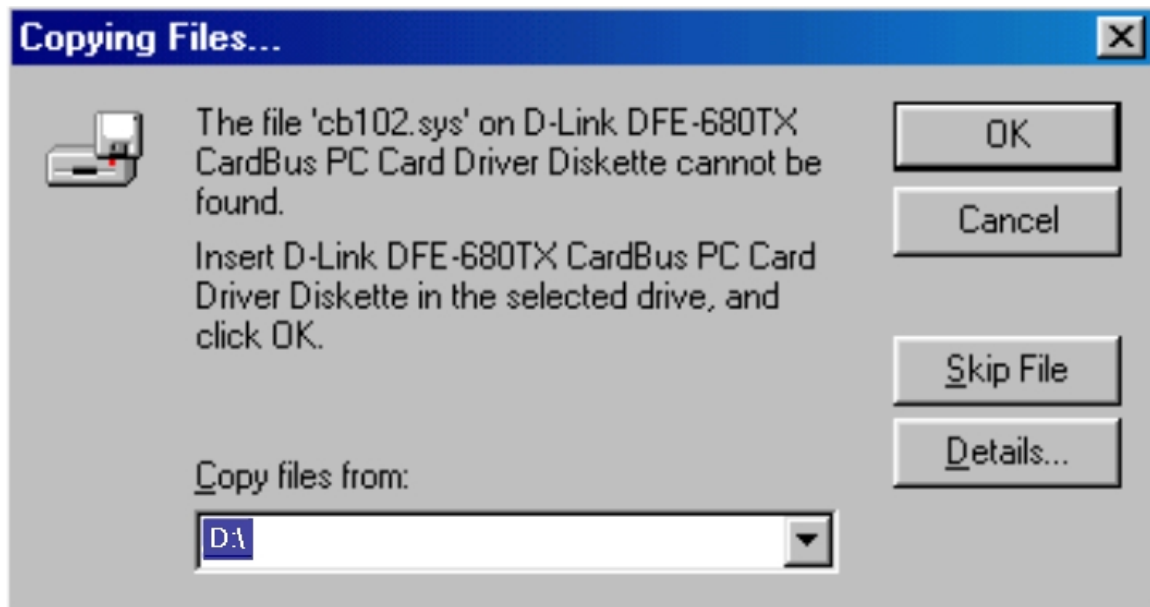 Copying Files...
The file 'cb102.sys' on D-Link DFE-680TX
CardBus PC Card Driver Diskette cannot be
found.
Insert D-Link DFE-680TX CardBus PC Card
Driver Diskette in the selected drive, and
click OK.
OK
Cancel
Skip File
Details...
Copy files from:
D:\